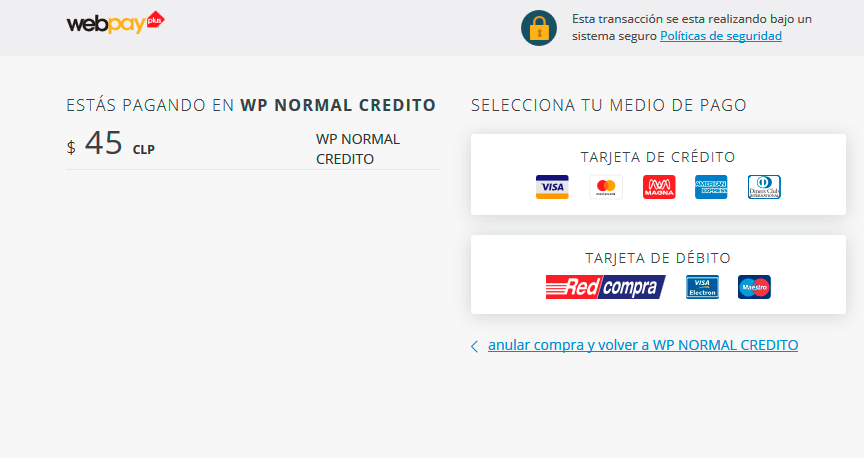 webpay plus
Esta transacción se esta realizando bajo un
sistema seguro Políticas de seguridad
ESTÁS PAGANDO EN WP NORMAL CREDITO
$ 45 CLP
WP NORMAL
CREDITO
SELECCIONA TU MEDIO DE PAGO
TARJETA DE CRÉDITO
VISA
mastercard
MAGNA
AMERICAN
EXPRESS
Diners Club
INTERNATIONAL
TARJETA DE DÉBITO
Redcompra
VISA
Electron
Maestro
anular compra y volver a WP NORMAL CREDITO